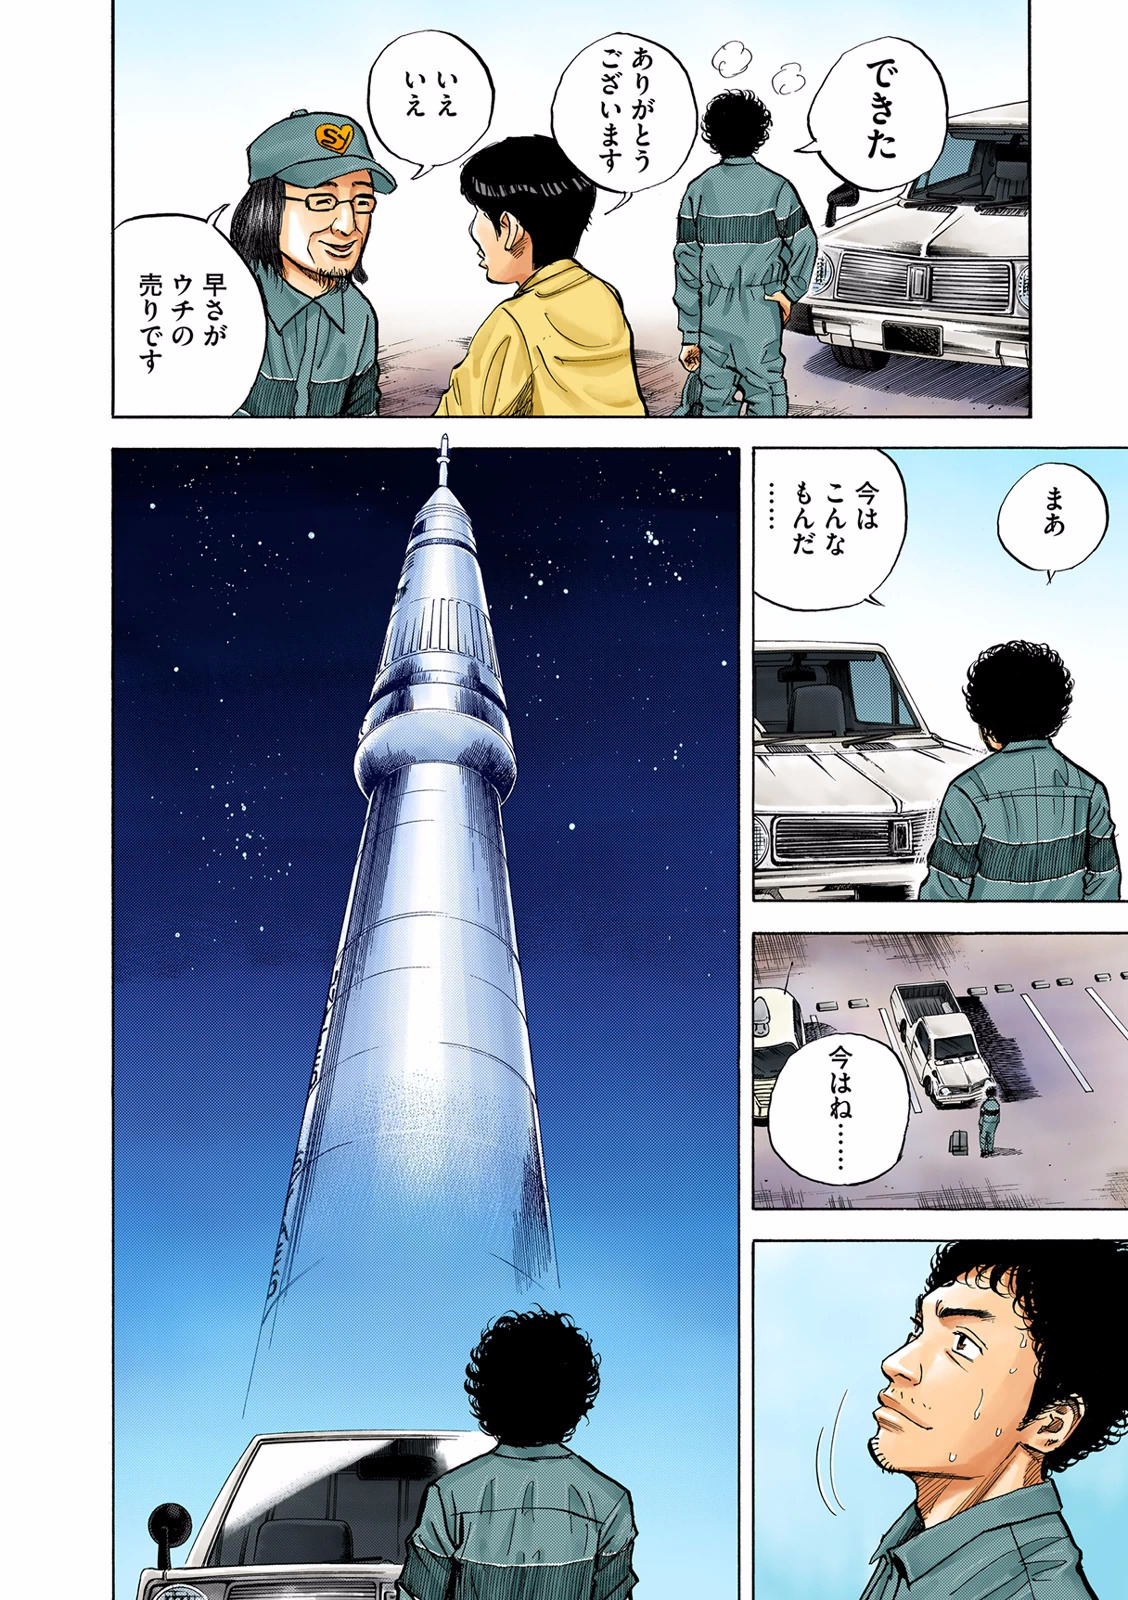 できた
ありがとう
ございます
いえ
いえ
早さが
ウチの
売りです
まあ
今は
こんな
もんだ
……
今はね……